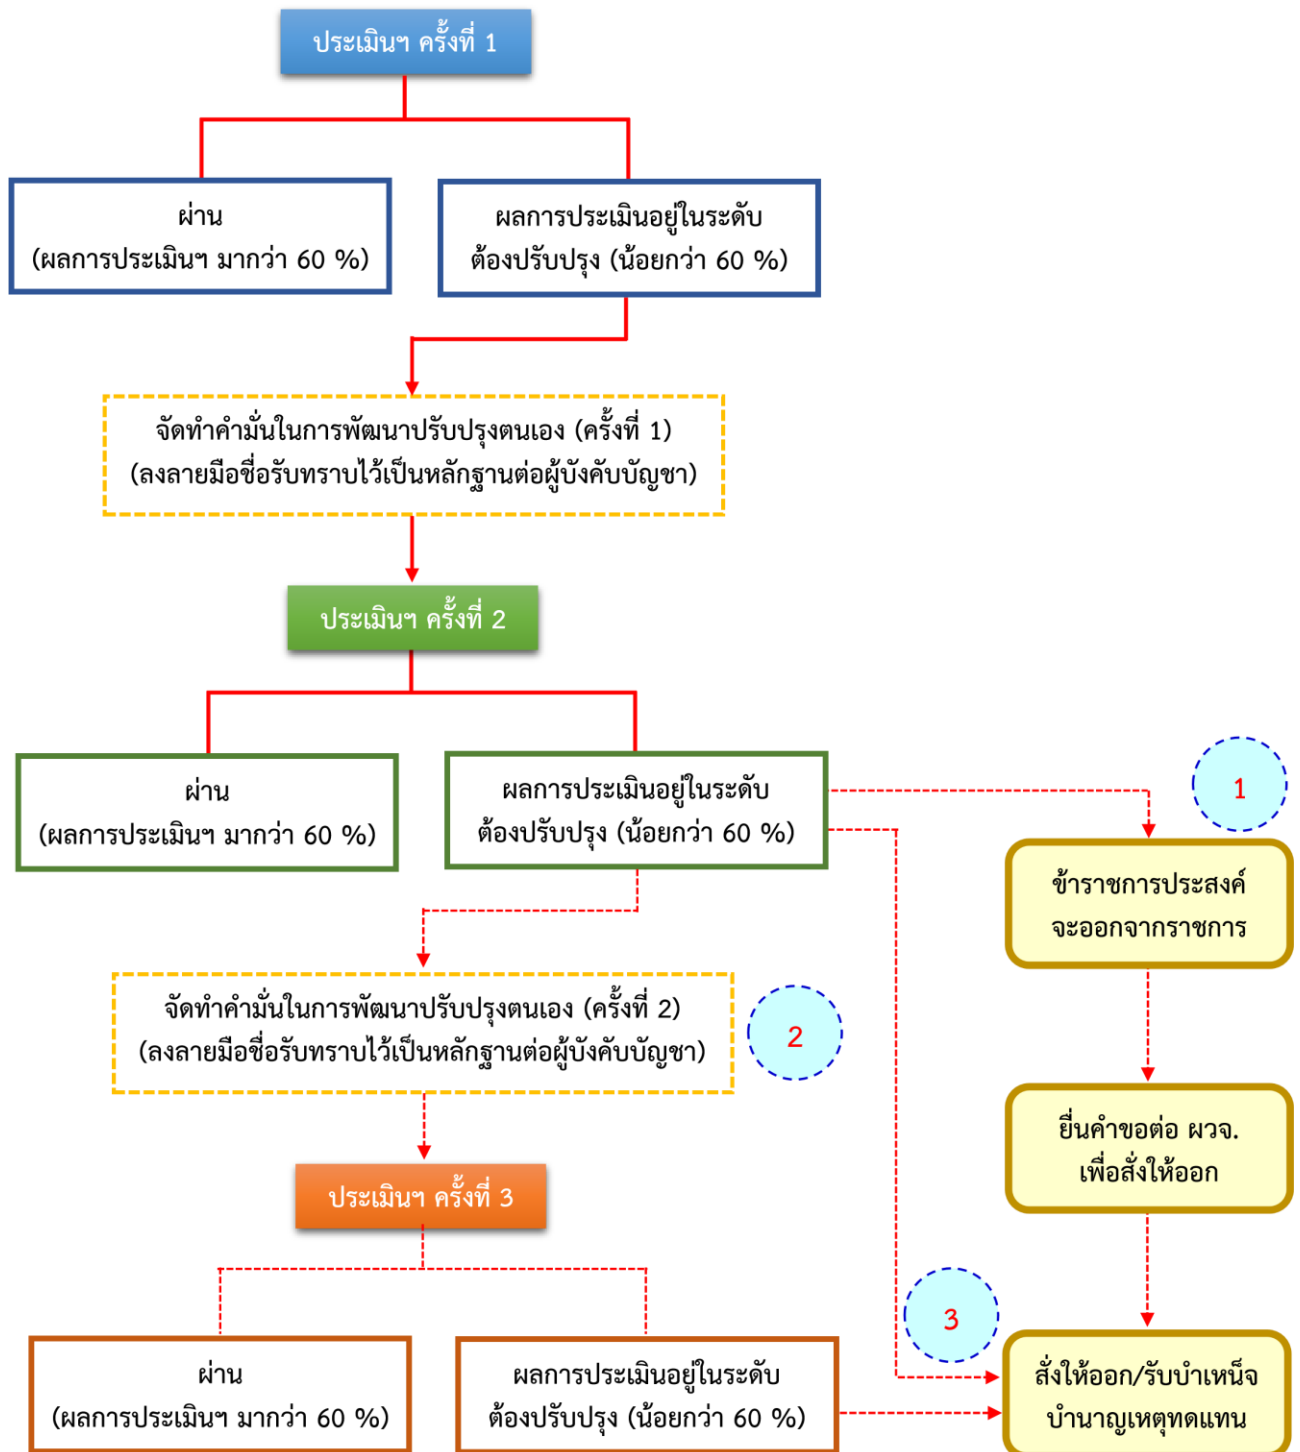 ประเมินฯ ครั้งที่ 1
ผ่าน
(ผลการประเมินฯ มากว่า 60 %)
ผลการประเมินอยู่ในระดับ
ต้องปรับปรุง (น้อยกว่า 60 %)
จัดทำคำมั่นในการพัฒนาปรับปรุงตนเอง (ครั้งที่ 1)
(ลงลายมือชื่อรับทราบไว้เป็นหลักฐานต่อผู้บังคับบัญชา)
ประเมินฯ ครั้งที่ 2
ผ่าน
(ผลการประเมินฯ มากว่า 60 %)
ผลการประเมินอยู่ในระดับ
ต้องปรับปรุง (น้อยกว่า 60 %)
1
ข้าราชการประสงค์
จะออกจากราชการ
จัดทำคำมั่นในการพัฒนาปรับปรุงตนเอง (ครั้งที่ 2)
(ลงลายมือชื่อรับทราบไว้เป็นหลักฐานต่อผู้บังคับบัญชา)
2
ยื่นคำขอต่อ ผวจ.
เพื่อสั่งให้ออก
ประเมินฯ ครั้งที่ 3
3
ผ่าน
(ผลการประเมินฯ มากว่า 60 %)
ผลการประเมินอยู่ในระดับ
ต้องปรับปรุง (น้อยกว่า 60 %)
สั่งให้ออก/รับบำเหน็จ
บำนาญเหตุทดแทน